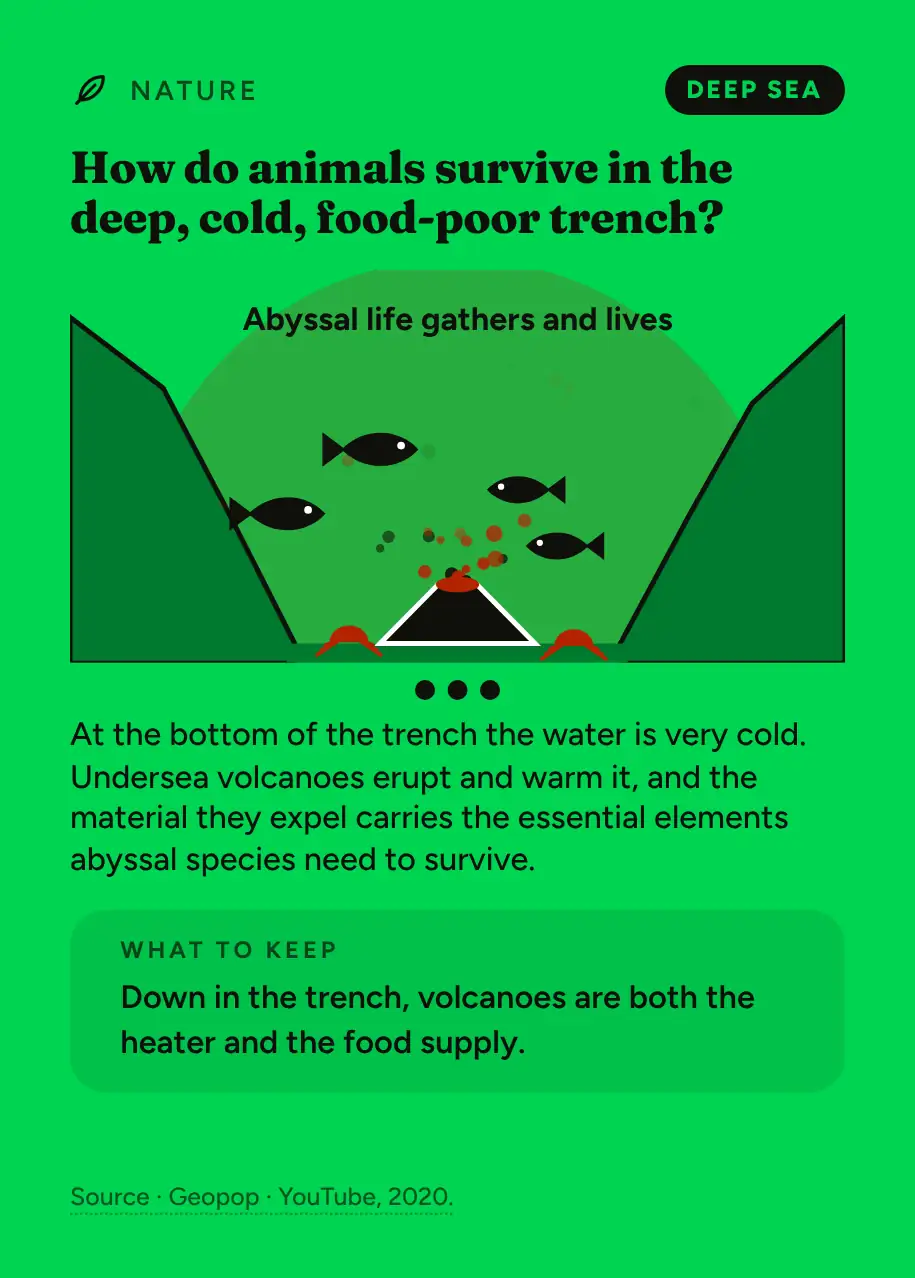 NATURE
DEEP SEA
How do animals survive in the
deep, cold, food-poor trench?
Abyssal life gathers and lives
At the bottom of the trench the water is very cold.
Undersea volcanoes erupt and warm it, and the
material they expel carries the essential elements
abyssal species need to survive.
WHAT TO KEEP
Down in the trench, volcanoes are both the
heater and the food supply.
Source · Geopop · YouTube, 2020.